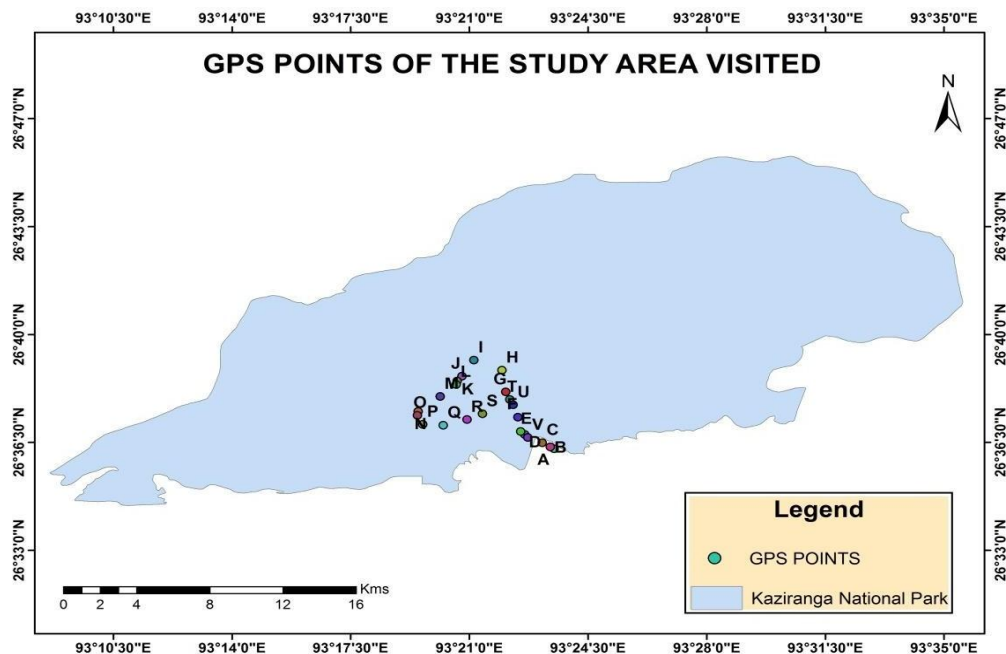 93°10'30"E 93°14'0"E 93°17'30"E 93°21'0"E 93°24'30"E 93°28'0"E 93°31'30"E 93°35'0"E
GPS POINTS OF THE STUDY AREA VISITED
N
26°47'0"N 26°47'0"N
26°43'30"N 26°43'30"N
26°40'0"N 26°40'0"N
I
H
J
L
G
M K T U
O P Q R S
N E V C
D B
A
26°36'30"N 26°36'30"N
26°33'0"N 26°33'0"N
Legend
GPS POINTS
Kaziranga National Park
Kms
0 2 4 8 12 16
93°10'30"E 93°14'0"E 93°17'30"E 93°21'0"E 93°24'30"E 93°28'0"E 93°31'30"E 93°35'0"E